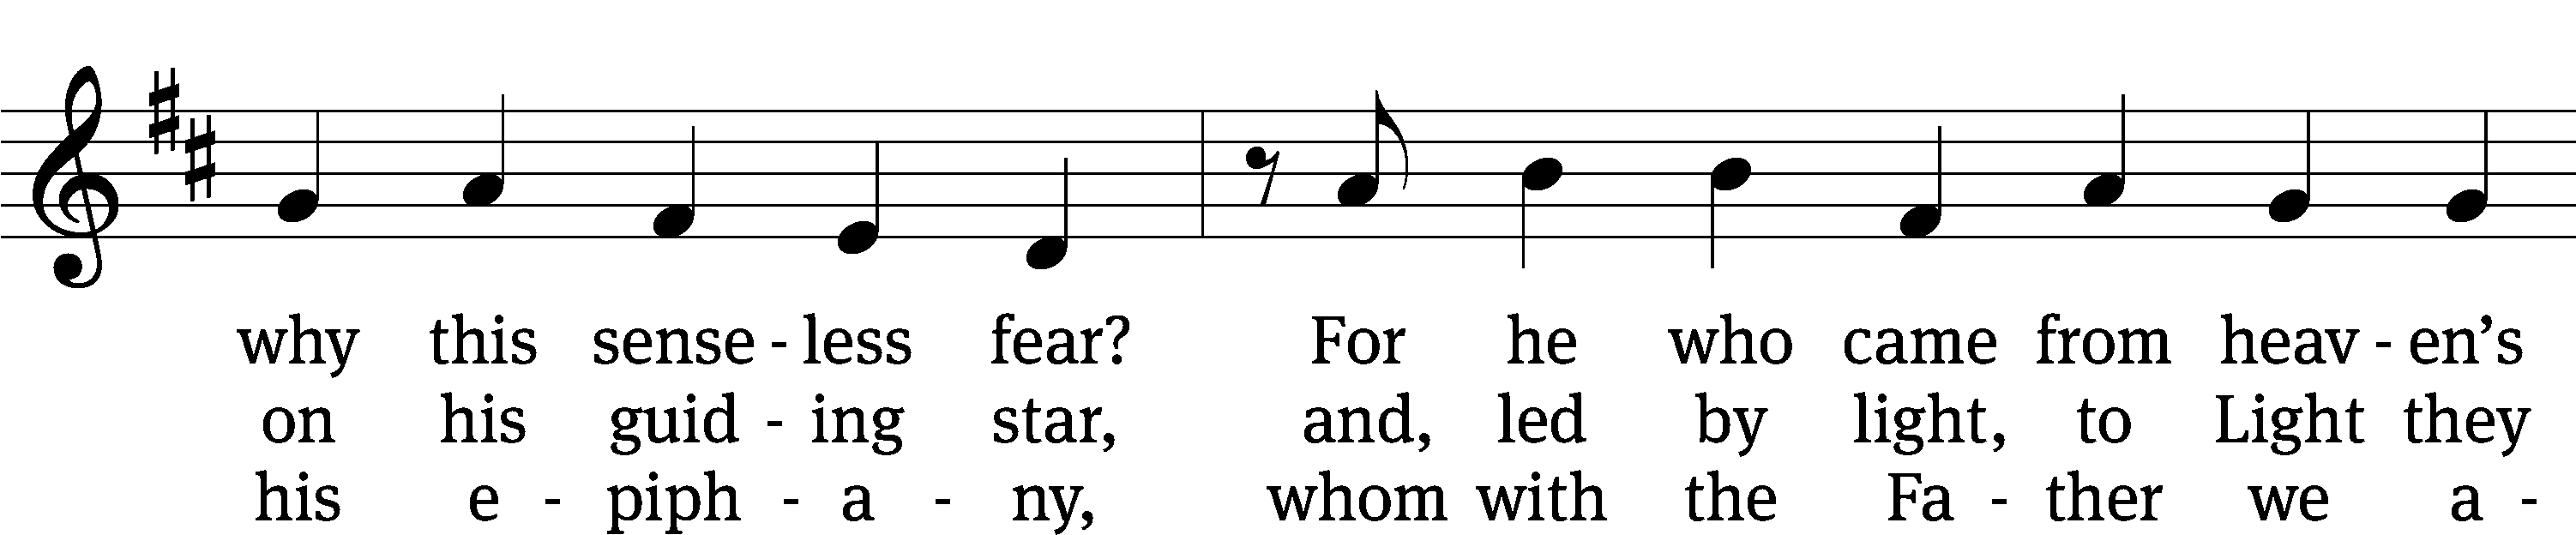 why this sense - less fear? For he who came from heav - en’s
on his guid - ing star, and, led by light, to Light they
his e - piph - a - ny, whom with the Fa - ther we a -